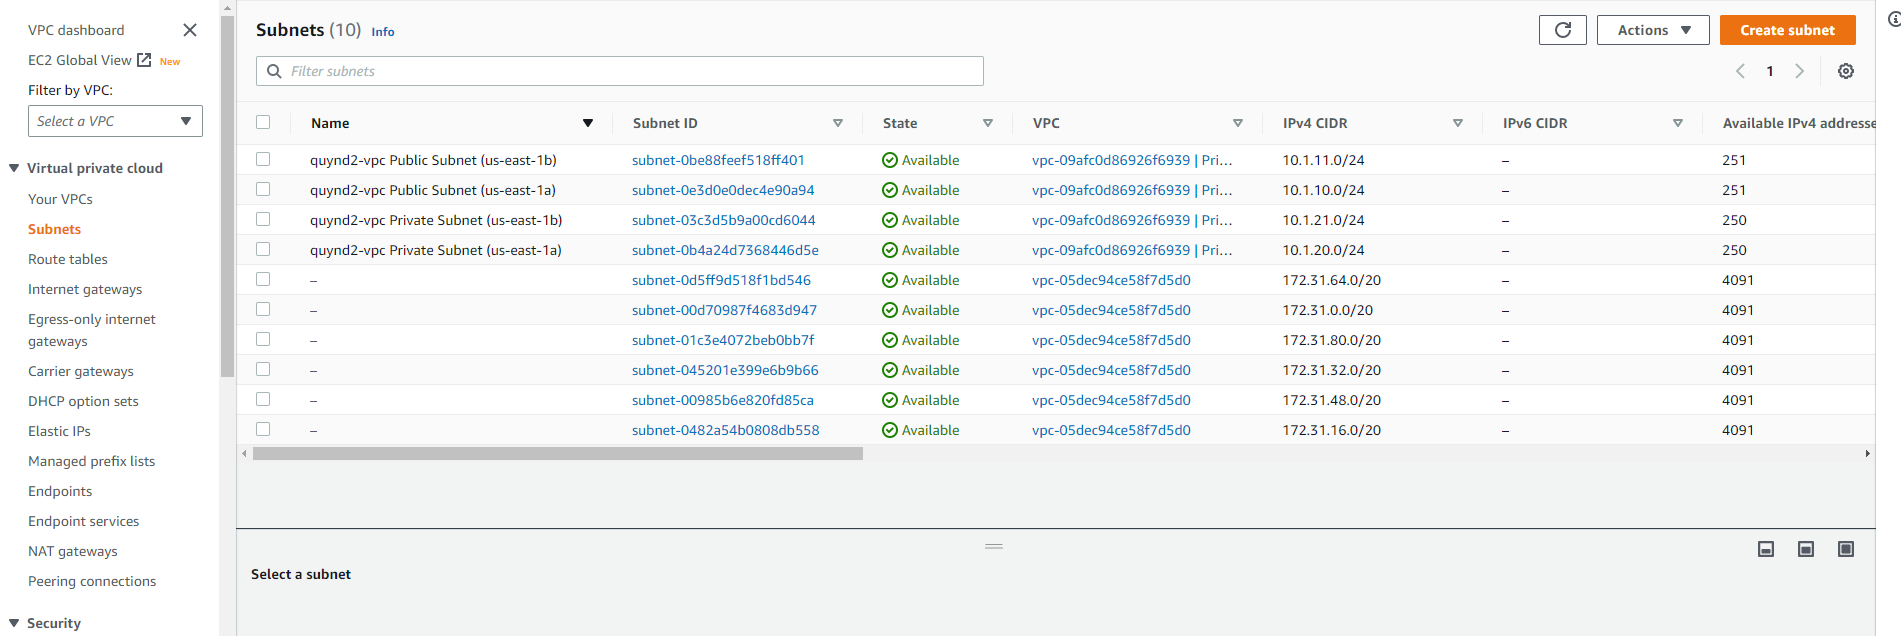 VPC dashboard
EC2 Global View New
Filter by VPC:
Select a VPC
Virtual private cloud
Your VPCs
Subnets
Route tables
Internet gateways
Egress-only internet
gateways
Carrier gateways
DHCP option sets
Elastic IPs
Managed prefix lists
Endpoints
Endpoint services
NAT gateways
Peering connections
Security
Subnets (10) Info
Actions
Create subnet
Filter subnets
1
Name Subnet ID State VPC IPv4 CIDR IPv6 CIDR Available IPv4 addresse
quynd2-vpc Public Subnet (us-east-1b) subnet-0be88feef518ff401 Available vpc-09afc0d86926f6939 | Pri... 10.1.11.0/24 – 251
quynd2-vpc Public Subnet (us-east-1a) subnet-0e3d0e0dec4e90a94 Available vpc-09afc0d86926f6939 | Pri... 10.1.10.0/24 – 251
quynd2-vpc Private Subnet (us-east-1b) subnet-03c3d5b9a00cd6044 Available vpc-09afc0d86926f6939 | Pri... 10.1.21.0/24 – 250
quynd2-vpc Private Subnet (us-east-1a) subnet-0b4a24d7368446d5e Available vpc-09afc0d86926f6939 | Pri... 10.1.20.0/24 – 250
– subnet-0d5ff9d518f1bd546 Available vpc-05dec94ce58f7d5d0 172.31.64.0/20 – 4091
– subnet-00d70987f4683d947 Available vpc-05dec94ce58f7d5d0 172.31.0.0/20 – 4091
– subnet-01c3e4072beb0bb7f Available vpc-05dec94ce58f7d5d0 172.31.80.0/20 – 4091
– subnet-045201e399e6b9b66 Available vpc-05dec94ce58f7d5d0 172.31.32.0/20 – 4091
– subnet-00985b6e820fd85ca Available vpc-05dec94ce58f7d5d0 172.31.48.0/20 – 4091
– subnet-0482a54b0808db558 Available vpc-05dec94ce58f7d5d0 172.31.16.0/20 – 4091
Select a subnet